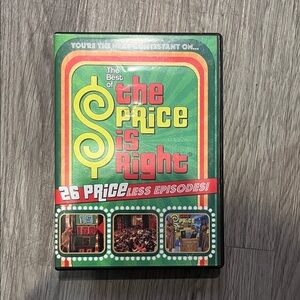 YOU'RE THE NEXT CONTESTANT ON...
The
Best
of
the
PRiCE
is
Right
26 PRiCELESS EPISODES!